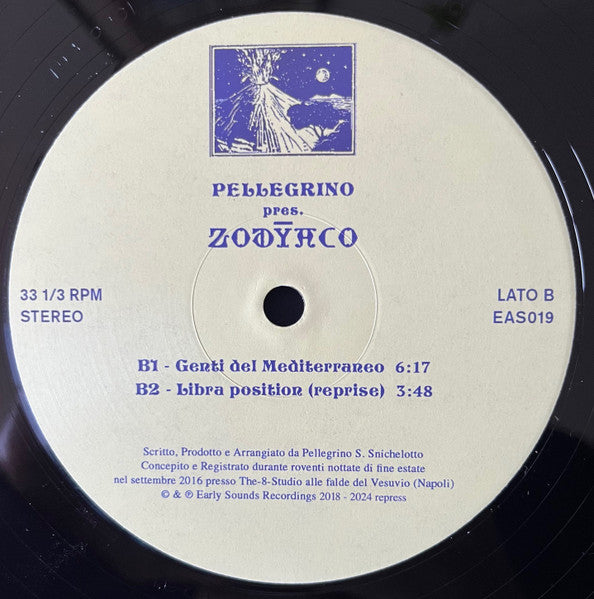 PELLEGRINO
pres.
ZODYACO
33 1/3 RPM
STEREO
LATO B
EAS019
B1 - Genti del Mediterraneo 6:17
B2 - Libra position (reprise) 3:48
Scritto, Prodotto e Arrangiato da Pellegrino S. Snichelotto
Concepito e Registrato durante roventi nottate di fine estate
nel settembre 2016 presso The-8-Studio alle falde del Vesuvio (Napoli)
© & ℗ Early Sounds Recordings 2018 - 2024 repress